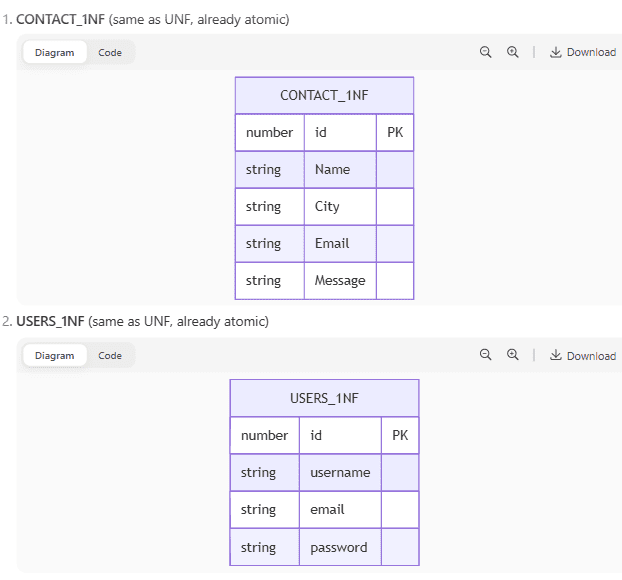 1. CONTACT_1NF (same as UNF, already atomic)
Diagram Code Download
CONTACT_1NF
number id PK
string Name
string City
string Email
string Message
2. USERS_1NF (same as UNF, already atomic)
Diagram Code Download
USERS_1NF
number id PK
string username
string email
string password